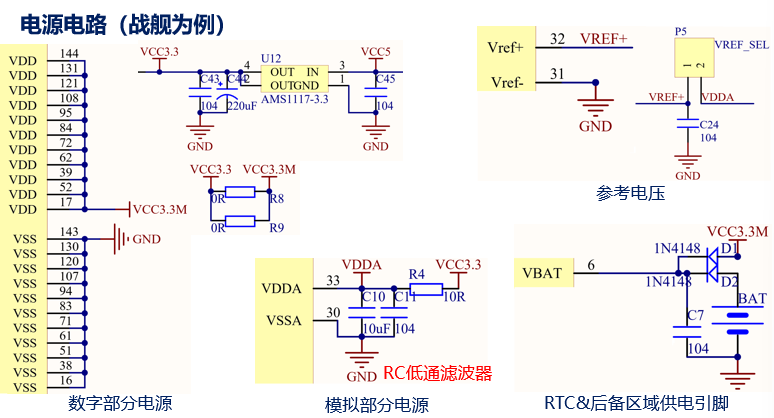 电源电路（战舰为例）
VDD 144
VDD 131
VDD 121
VDD 108
VDD 95
VDD 84
VDD 72
VDD 62
VDD 39
VDD 52
VDD 17
VCC3.3M
VSS 143
GND
VSS 130
VSS 120
VSS 107
VSS 94
VSS 83
VSS 71
VSS 61
VSS 51
VSS 38
VSS 16
数字部分电源
VCC3.3
U12
VCC5
4 OUT IN 3
2 OUTGND 1
AMS1117-3.3
C43
104
C44
220uF
C45
104
GND
GND
VCC3.3
VCC3.3M
0R R8
0R R9
VDDA
R4
VCC3.3
VDDA 33
10R
C10
C11
VSSA 30
10uF
104
GND
RC低通滤波器
模拟部分电源
Vref+ 32 VREF+
Vref- 31
GND
P5
VREF_SEL
1 2
VREF+
VDDA
C24
104
GND
参考电压
VCC3.3M
1N4148 D1
VBAT 6
1N4148 D2
BAT
C7
104
GND
RTC&后备区域供电引脚